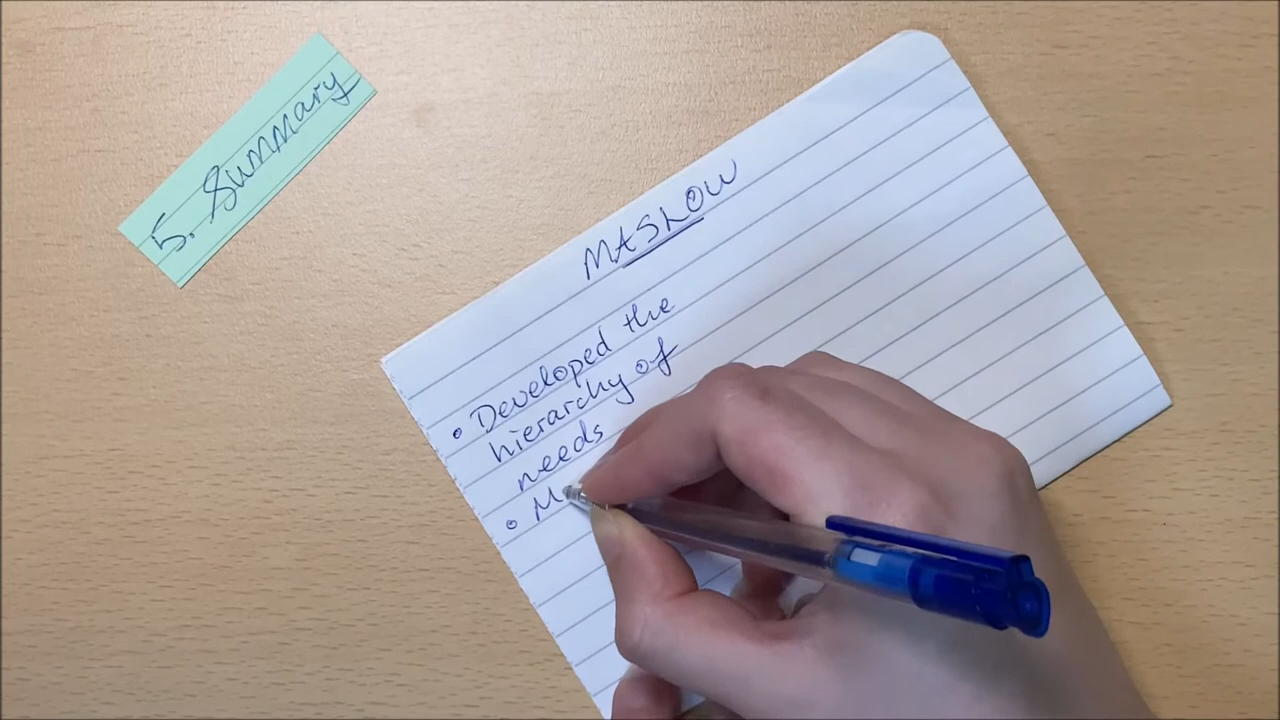 5. Summary
MASLOW
• Developed the
hierarchy of
needs
• M